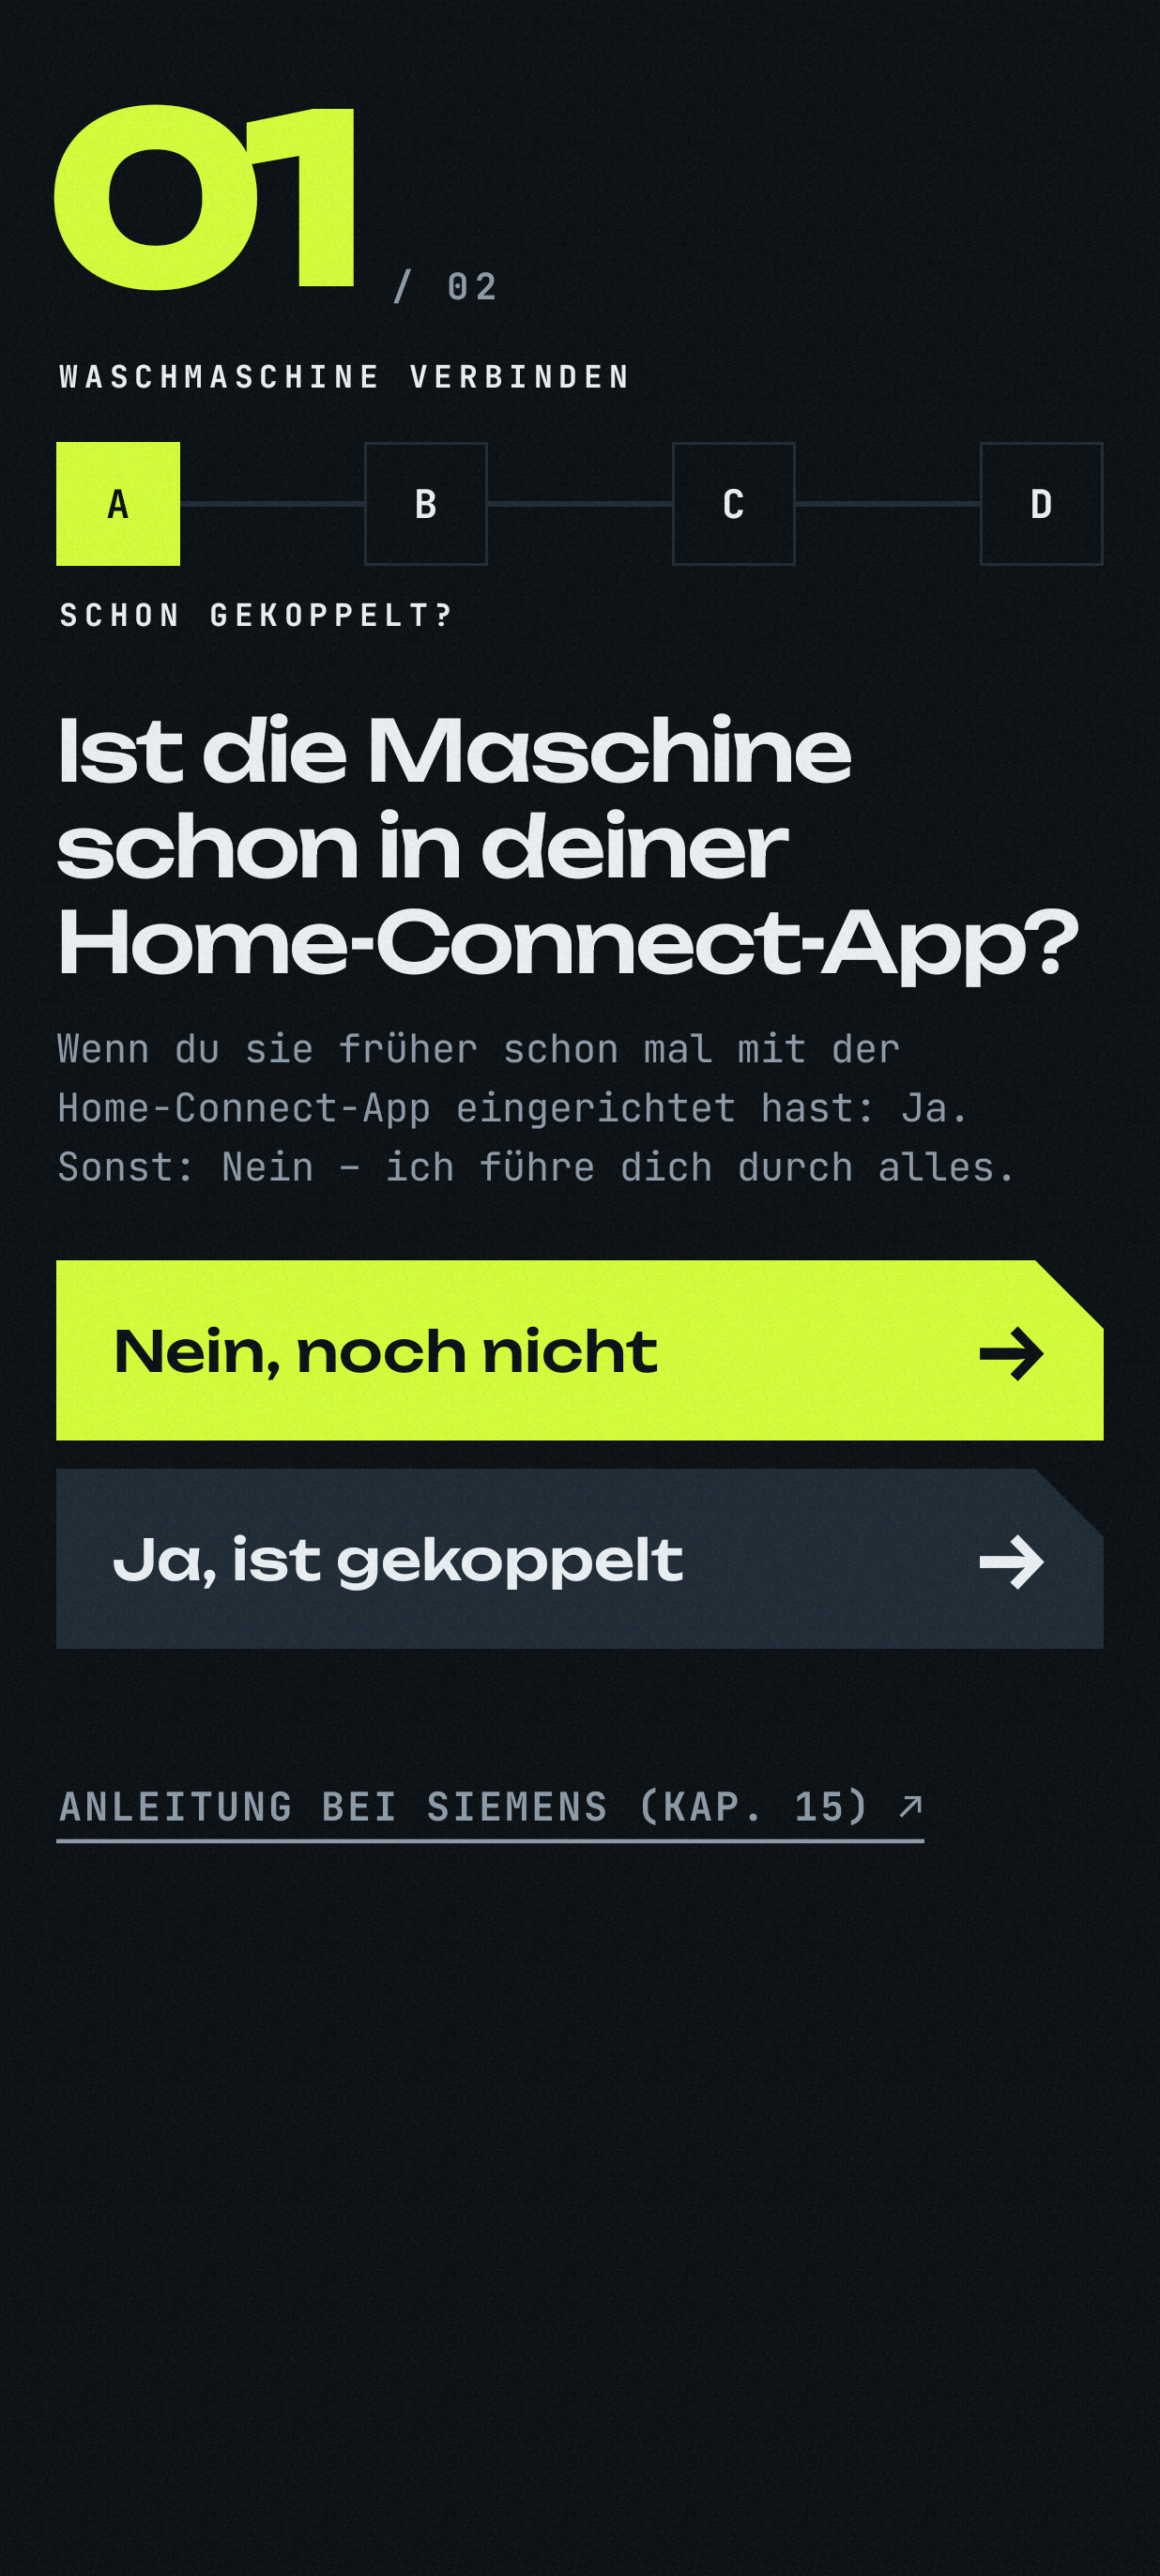 01 / 02
WASCHMASCHINE VERBINDEN
A B C D
SCHON GEKOPPELT?
Ist die Maschine
schon in deiner
Home-Connect-App?
Wenn du sie früher schon mal mit der
Home-Connect-App eingerichtet hast: Ja.
Sonst: Nein – ich führe dich durch alles.
Nein, noch nicht →
Ja, ist gekoppelt →
ANLEITUNG BEI SIEMENS (KAP. 15) ↗